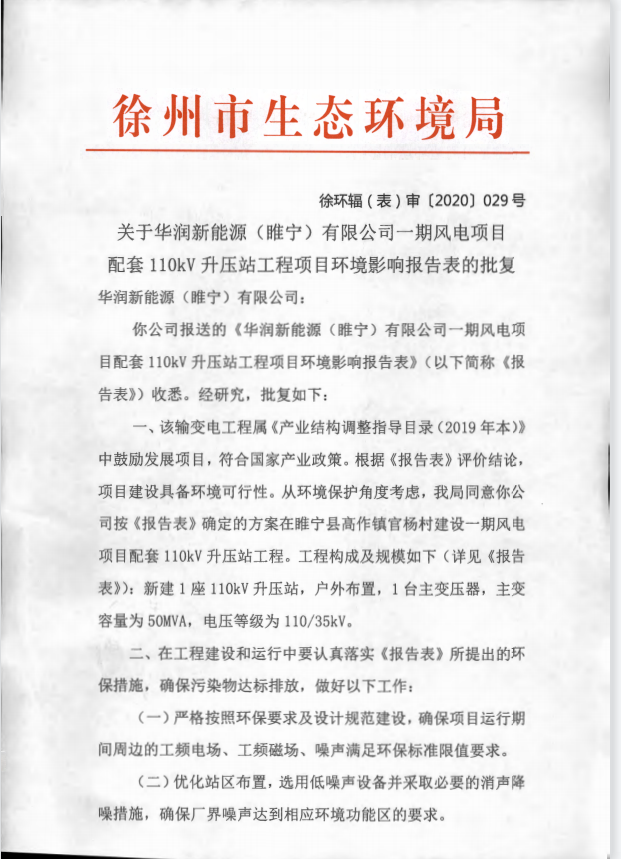 徐州市生态环境局
徐环辐（表）审〔2020〕029号
关于华润新能源（睢宁）有限公司一期风电项目
配套 110kV 升压站工程项目环境影响报告表的批复
华润新能源（睢宁）有限公司：
你公司报送的《华润新能源（睢宁）有限公司一期风电项
目配套 110kV 升压站工程项目环境影响报告表》（以下简称《报
告表》）收悉。经研究，批复如下：
一、该输变电工程属《产业结构调整指导目录（2019 年本）》
中鼓励发展项目，符合国家产业政策。根据《报告表》评价结论，
项目建设具备环境可行性。从环境保护角度考虑，我局同意你公
司按《报告表》确定的方案在睢宁县高作镇官杨村建设一期风电
项目配套 110kV 升压站工程。工程构成及规模如下（详见《报告
表》）：新建 1 座 110kV 升压站，户外布置，1 台主变压器，主变
容量为 50MVA，电压等级为 110/35kV。
二、在工程建设和运行中要认真落实《报告表》所提出的环
保措施，确保污染物达标排放，做好以下工作：
（一）严格按照环保要求及设计规范建设，确保项目运行期
间周边的工频电场、工频磁场、噪声满足环保标准限值要求。
（二）优化站区布置，选用低噪声设备并采取必要的消声降
噪措施，确保厂界噪声达到相应环境功能区的要求。